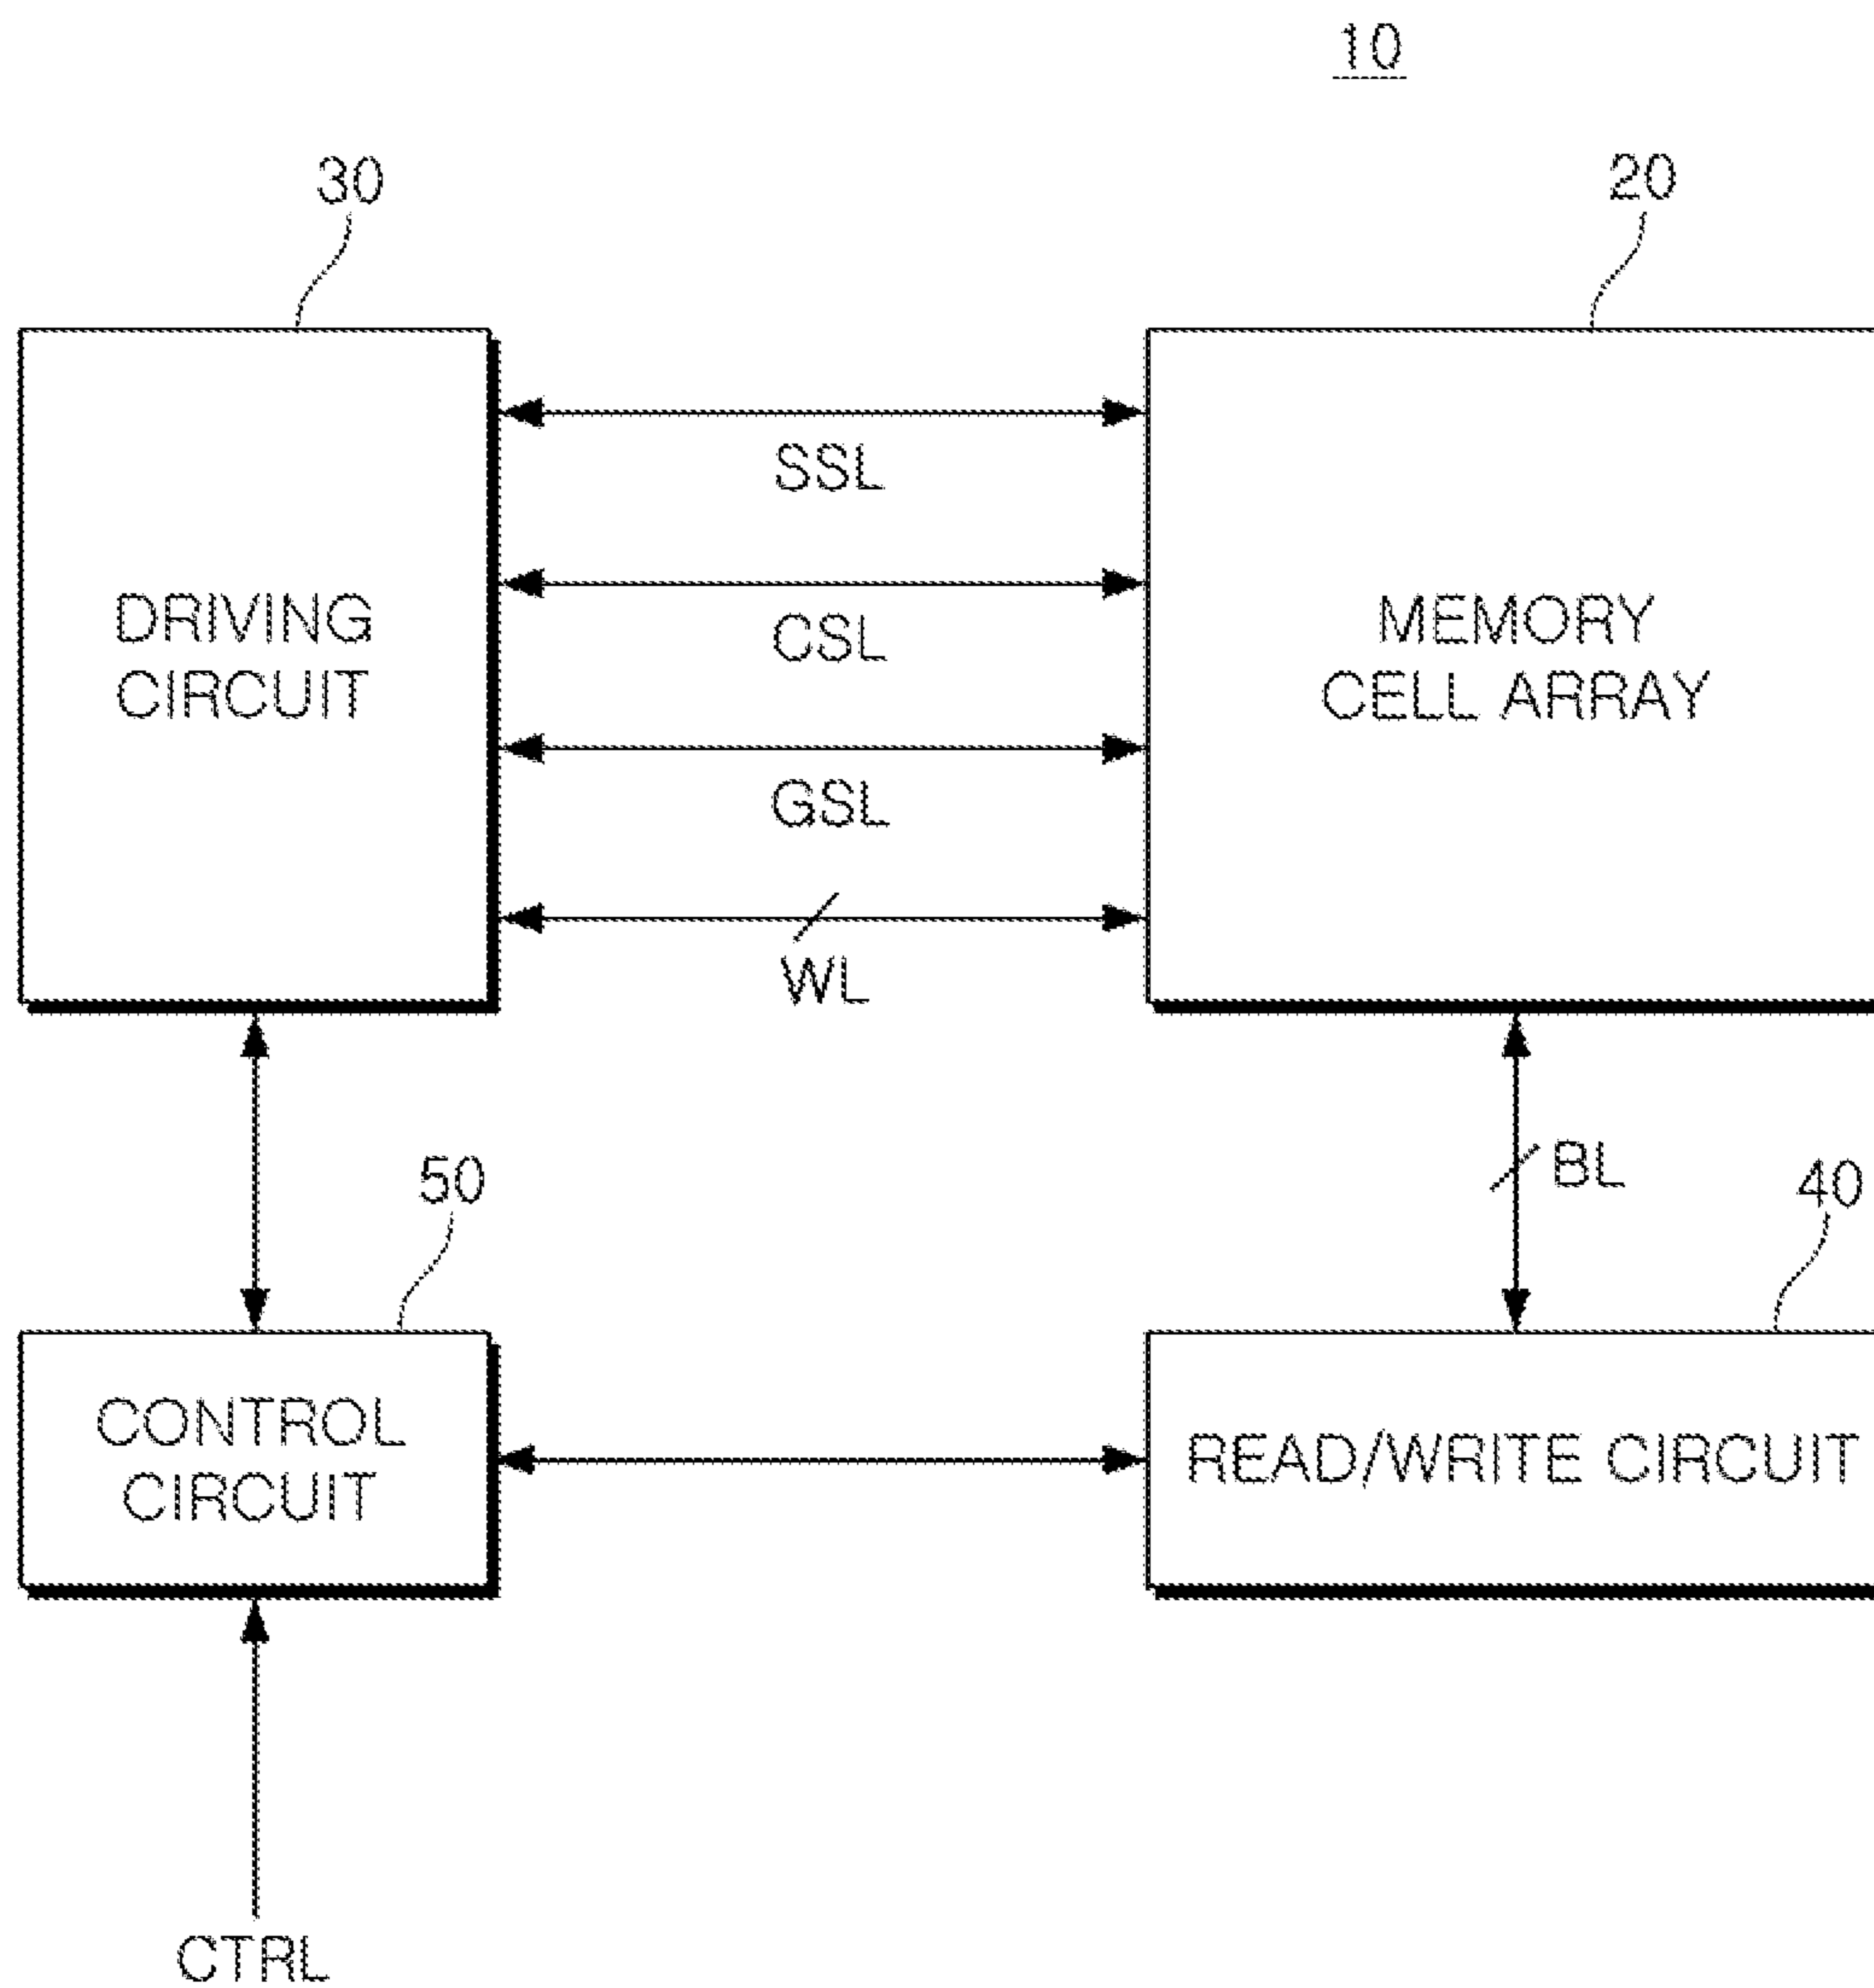 10
30
20
SSL
DRIVING
CIRCUIT
CSL
MEMORY
CELL ARRAY
GSL
WL
50
BL
40
CONTROL
CIRCUIT
READ/WRITE CIRCUIT
CTRL